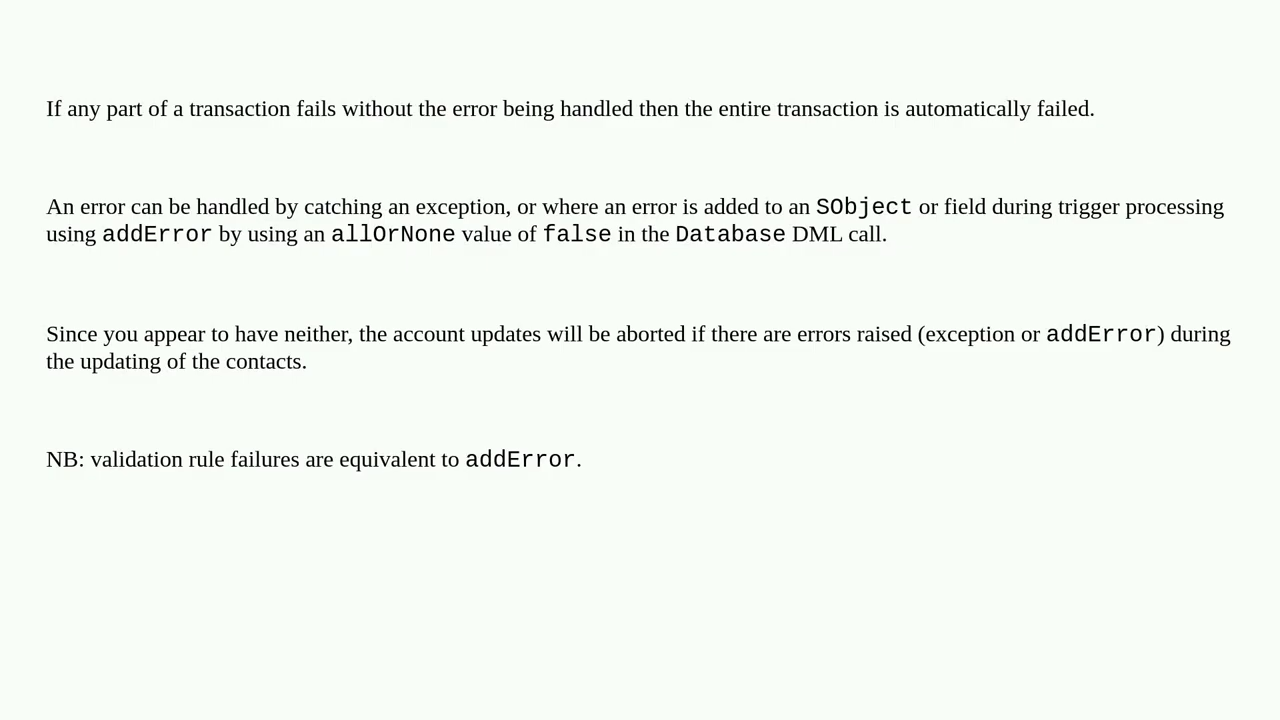 If any part of a transaction fails without the error being handled then the entire transaction is automatically failed.
An error can be handled by catching an exception, or where an error is added to an SObject or field during trigger processing
using addError by using an allOrNone value of false in the Database DML call.
Since you appear to have neither, the account updates will be aborted if there are errors raised (exception or addError) during
the updating of the contacts.
NB: validation rule failures are equivalent to addError.